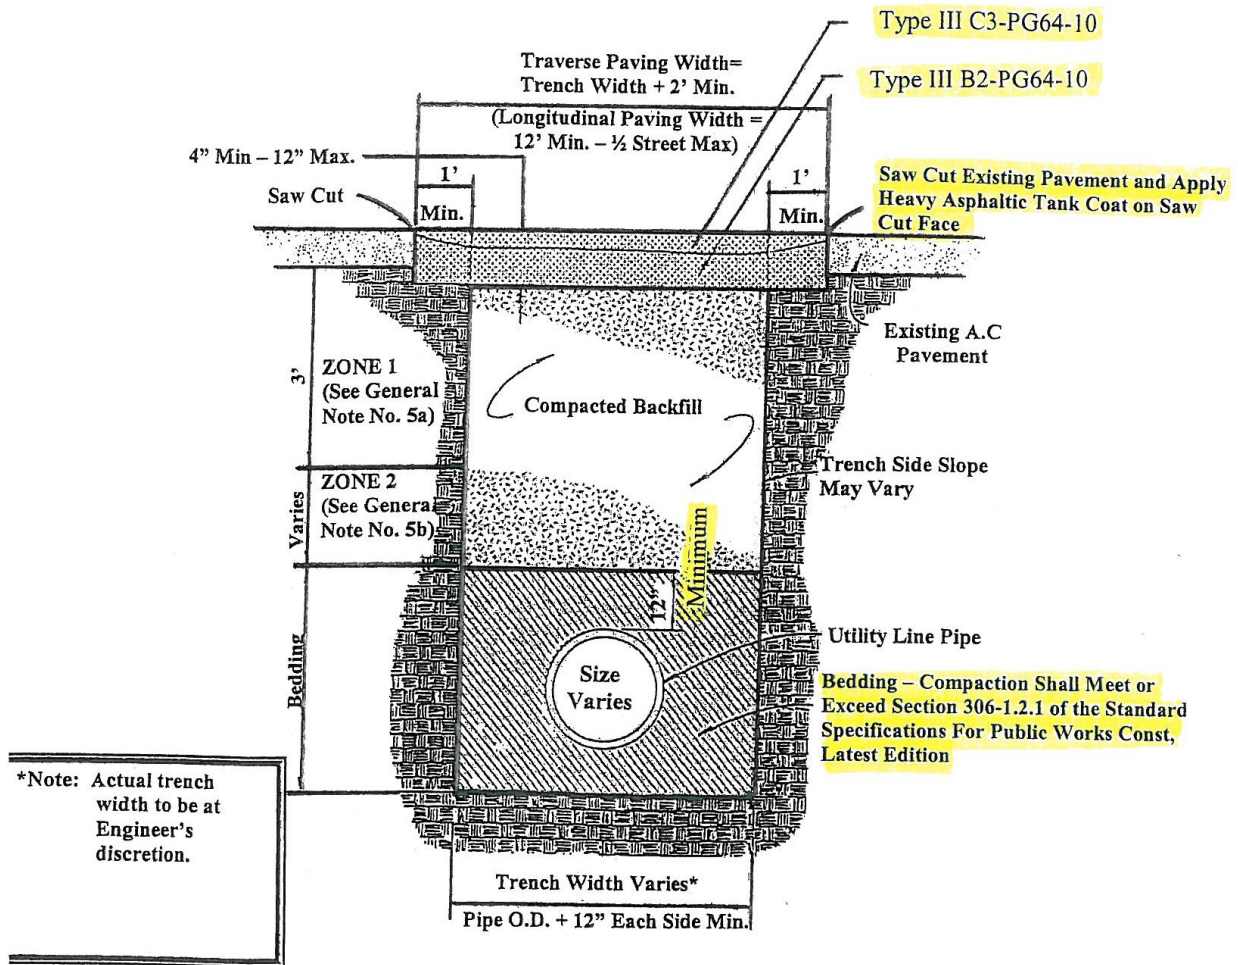 Type III C3-PG64-10
Traverse Paving Width=
Trench Width + 2' Min.
Type III B2-PG64-10
(Longitudinal Paving Width =
12' Min. – ½ Street Max)
4” Min – 12” Max.
1'
1'
Saw Cut
Min.
Min.
Saw Cut Existing Pavement and Apply
Heavy Asphaltic Tank Coat on Saw
Cut Face
Existing A.C
Pavement
3'
ZONE 1
(See General
Note No. 5a)
Compacted Backfill
Varies
ZONE 2
(See General
Note No. 5b)
Trench Side Slope
May Vary
12”
Minimum
Bedding
Size
Varies
Utility Line Pipe
Bedding – Compaction Shall Meet or
Exceed Section 306-1.2.1 of the Standard
Specifications For Public Works Const,
Latest Edition
*Note: Actual trench
width to be at
Engineer's
discretion.
Trench Width Varies*
Pipe O.D. + 12” Each Side Min.